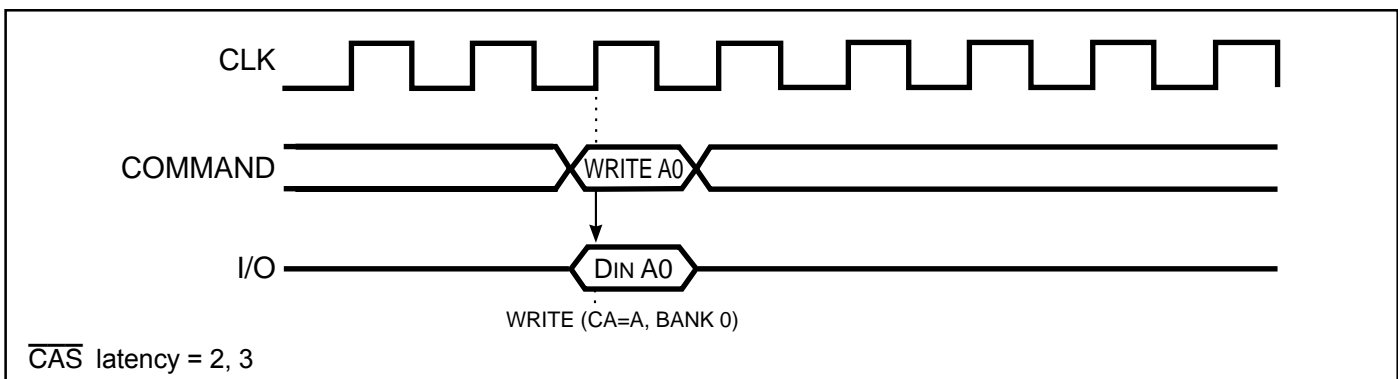 CLK
COMMAND
WRITE A0
I/O
DIN A0
WRITE (CA=A, BANK 0)
CAS latency = 2, 3